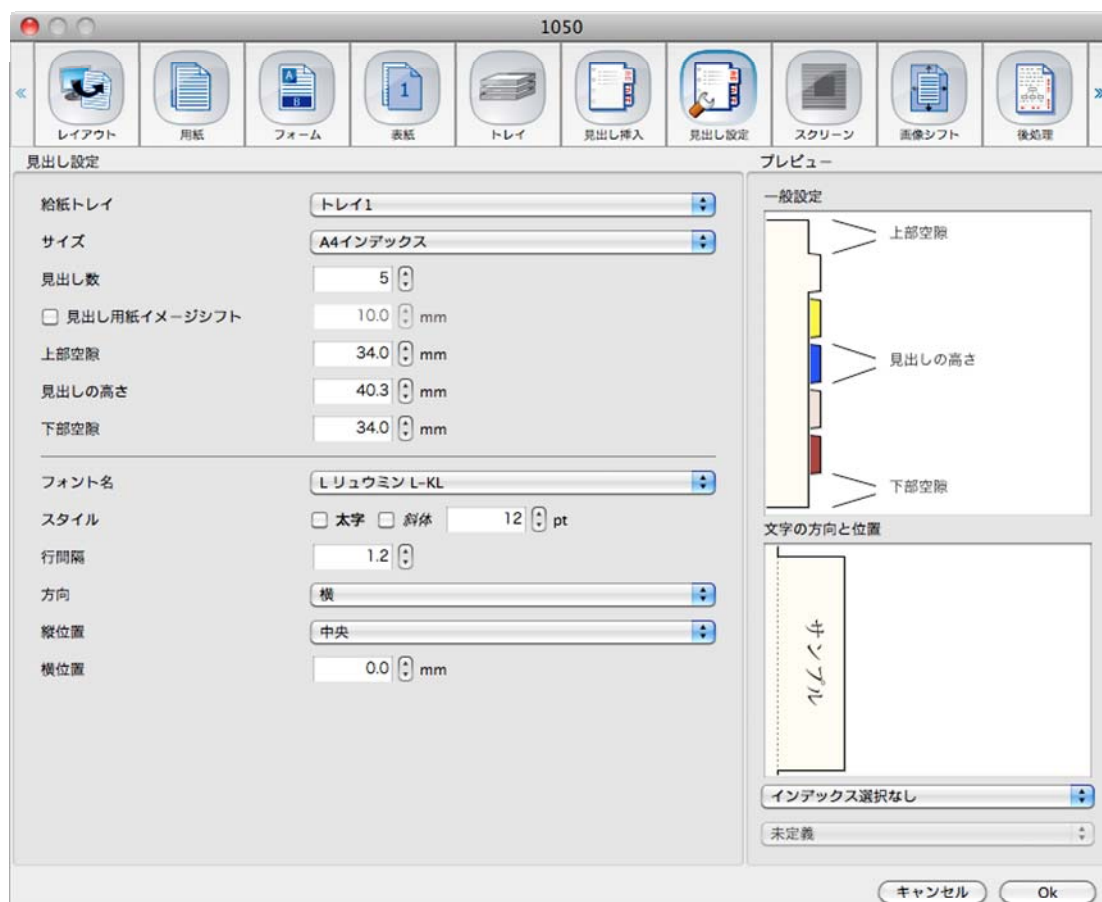 1050
« レイアウト 用紙 フォーム 表紙 トレイ 見出し挿入 見出し設定 スクリーン 画像シフト 後処理 »
見出し設定
給紙トレイ トレイ1
サイズ A4インデックス
見出し数 5
見出し用紙イメージシフト 10.0 mm
上部空隙 34.0 mm
見出しの高さ 40.3 mm
下部空隙 34.0 mm
フォント名 L リュウミン L-KL
スタイル 太字 斜体 12 pt
行間隔 1.2
方向 横
縦位置 中央
横位置 0.0 mm
プレビュー
一般設定
上部空隙
見出しの高さ
下部空隙
文字の方向と位置
サンプル
インデックス選択なし
未定義
キャンセル Ok